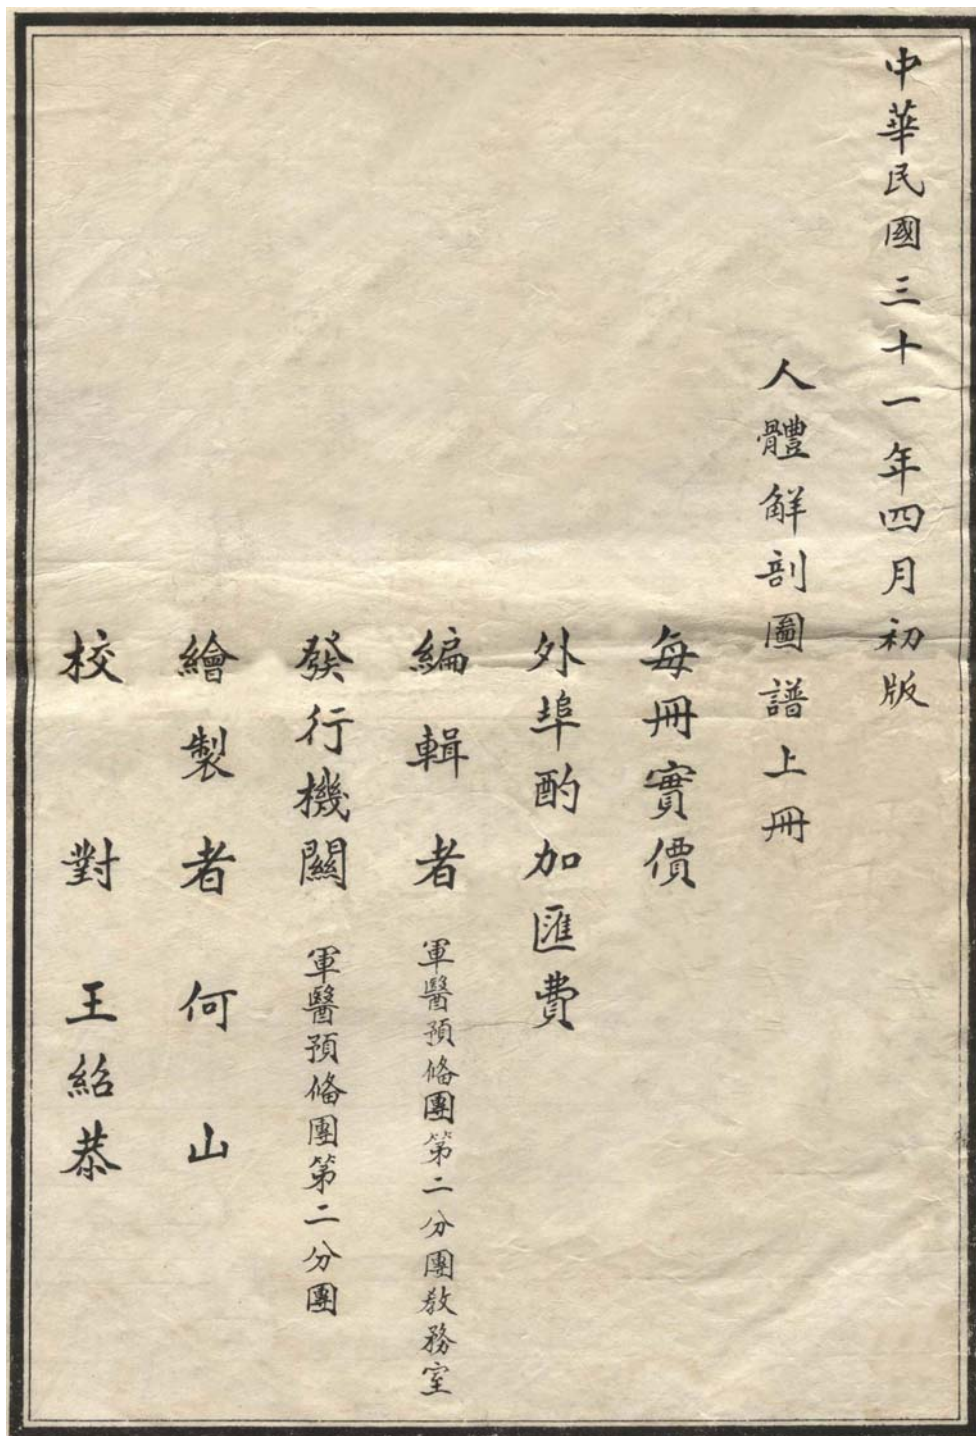 中華民國三十一年四月初版
人體解剖圖譜上冊
每冊實價
外埠酌加匯費
編輯者 軍醫預備團第二分團教務室
發行機關 軍醫預備團第二分團
繪製者 何山
校對 王紹恭